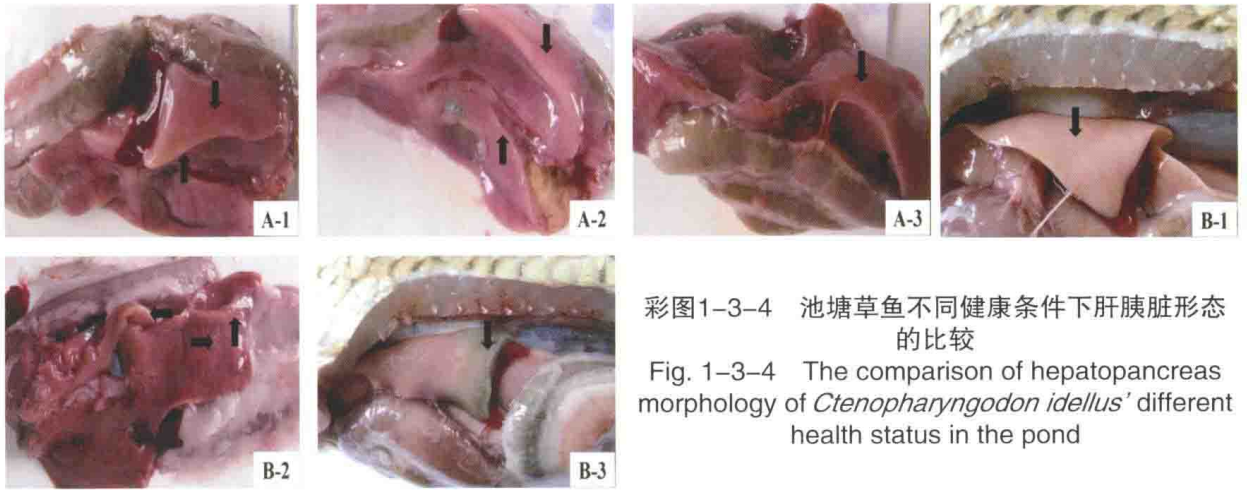 A-1
A-2
A-3
B-1
B-2
B-3
彩图1-3-4 池塘草鱼不同健康条件下肝胰脏形态
的比较
Fig. 1-3-4 The comparison of hepatopancreas
morphology of Ctenopharyngodon idellus' different
health status in the pond